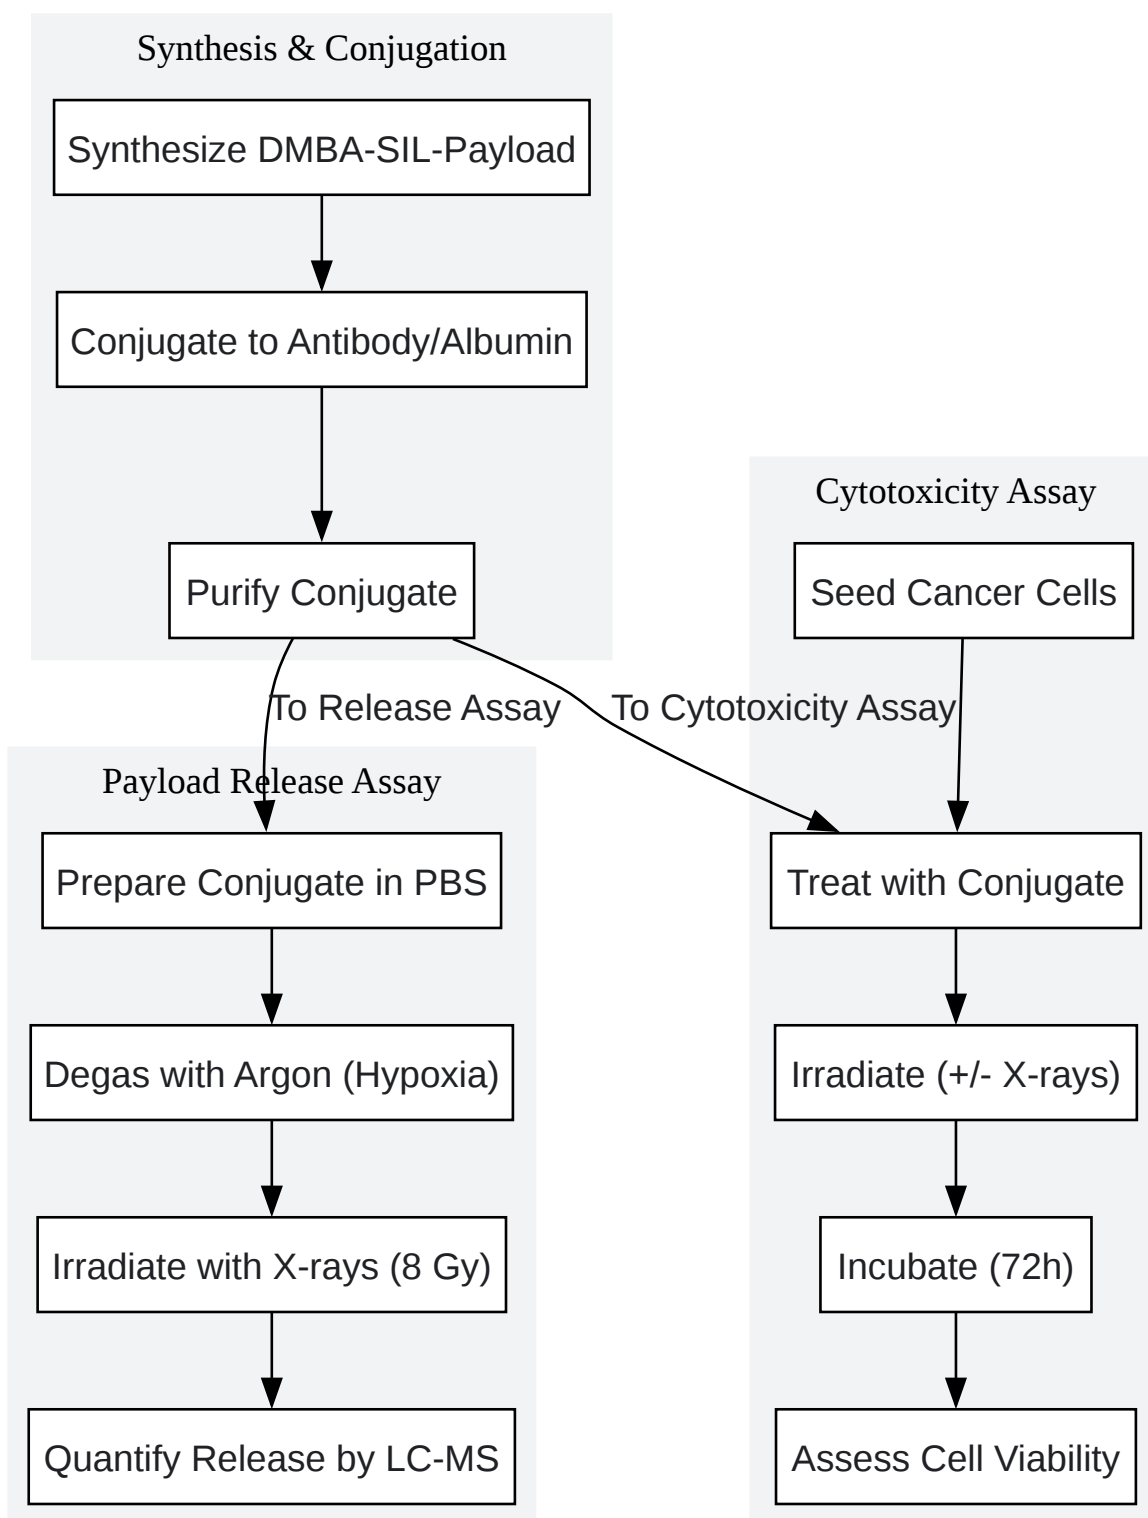 Synthesis & Conjugation
Synthesize DMBA-SIL-Payload
Conjugate to Antibody/Albumin
Purify Conjugate
To Release Assay
To Cytotoxicity Assay
Payload Release Assay
Prepare Conjugate in PBS
Degas with Argon (Hypoxia)
Irradiate with X-rays (8 Gy)
Quantify Release by LC-MS
Cytotoxicity Assay
Seed Cancer Cells
Treat with Conjugate
Irradiate (+/- X-rays)
Incubate (72h)
Assess Cell Viability